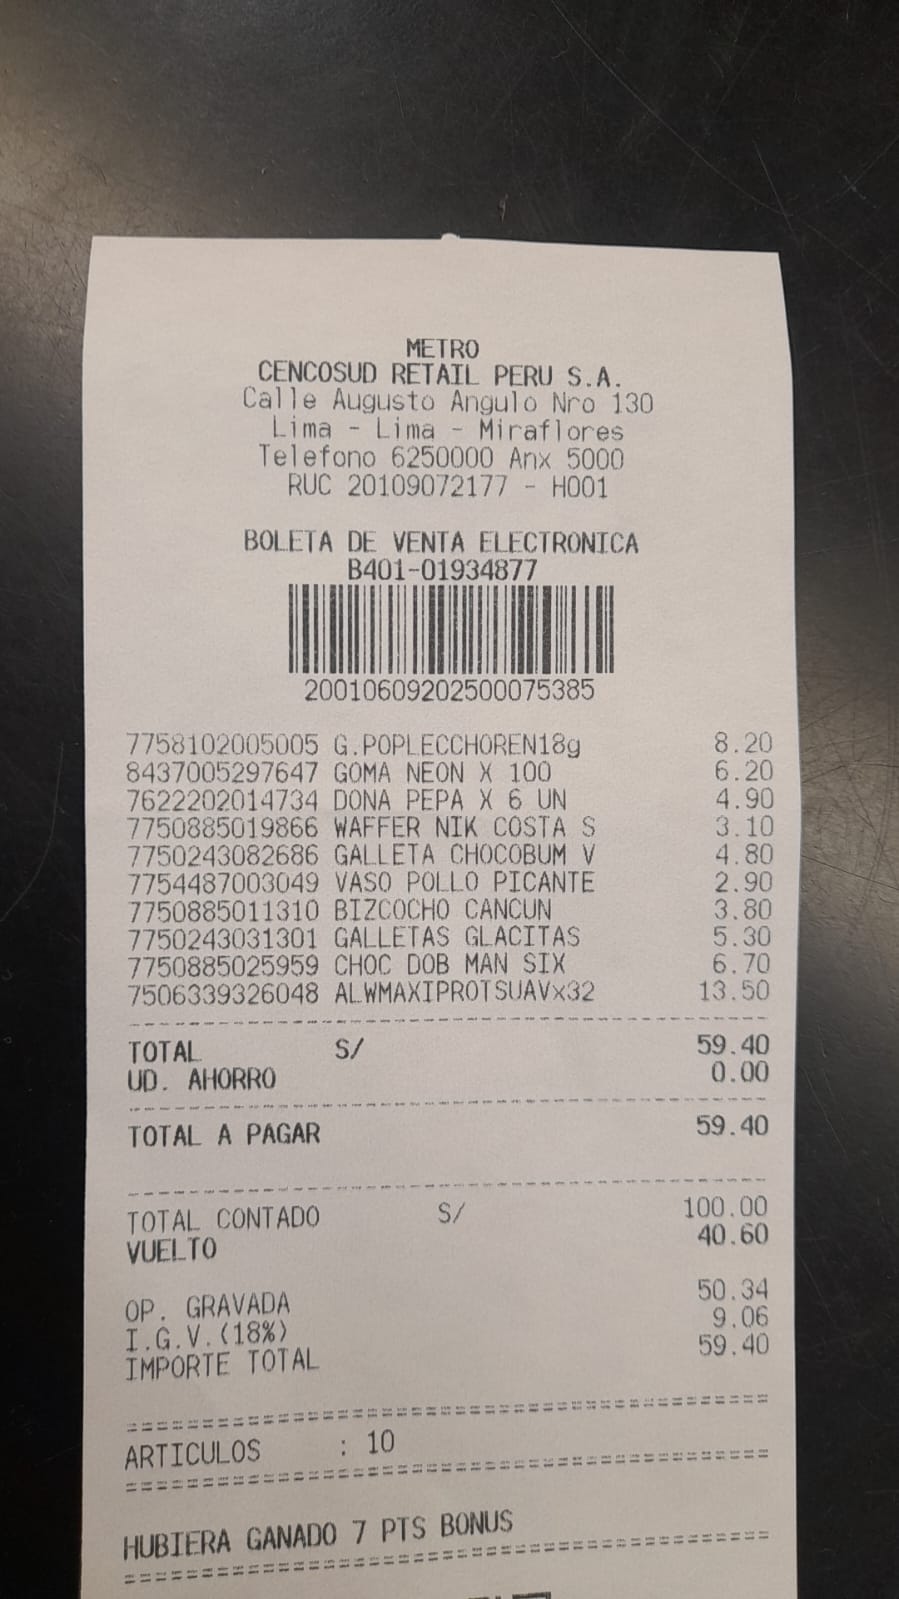 METRO
CENCOSUD RETAIL PERU S.A.
Calle Augusto Angulo Nro 130
Lima - Lima - Miraflores
Telefono 6250000 Anx 5000
RUC 20109072177 - H001
BOLETA DE VENTA ELECTRONICA
B401-01934877
20010609202500075385
7758102005005 G.POPLECCHOREN18g 8.20
8437005297647 GOMA NEON X 100 6.20
7622202014734 DONA PEPA X 6 UN 4.90
7750885019866 WAFFER NIK COSTA S 3.10
7750243082686 GALLETA CHOCOBUM V 4.80
7754487003049 VASO POLLO PICANTE 2.90
7750885011310 BIZCOCHO CANCUN 3.80
7750243031301 GALLETAS GLACITAS 5.30
7750885025959 CHOC DOB MAN SIX 6.70
7506339326048 ALWMAXIPROTSUAVx32 13.50
TOTAL S/ 59.40
UD. AHORRO 0.00
TOTAL A PAGAR 59.40
TOTAL CONTADO S/ 100.00
VUELTO 40.60
OP. GRAVADA 50.34
I.G.V.(18%) 9.06
IMPORTE TOTAL 59.40
ARTICULOS : 10
HUBIERA GANADO 7 PTS BONUS